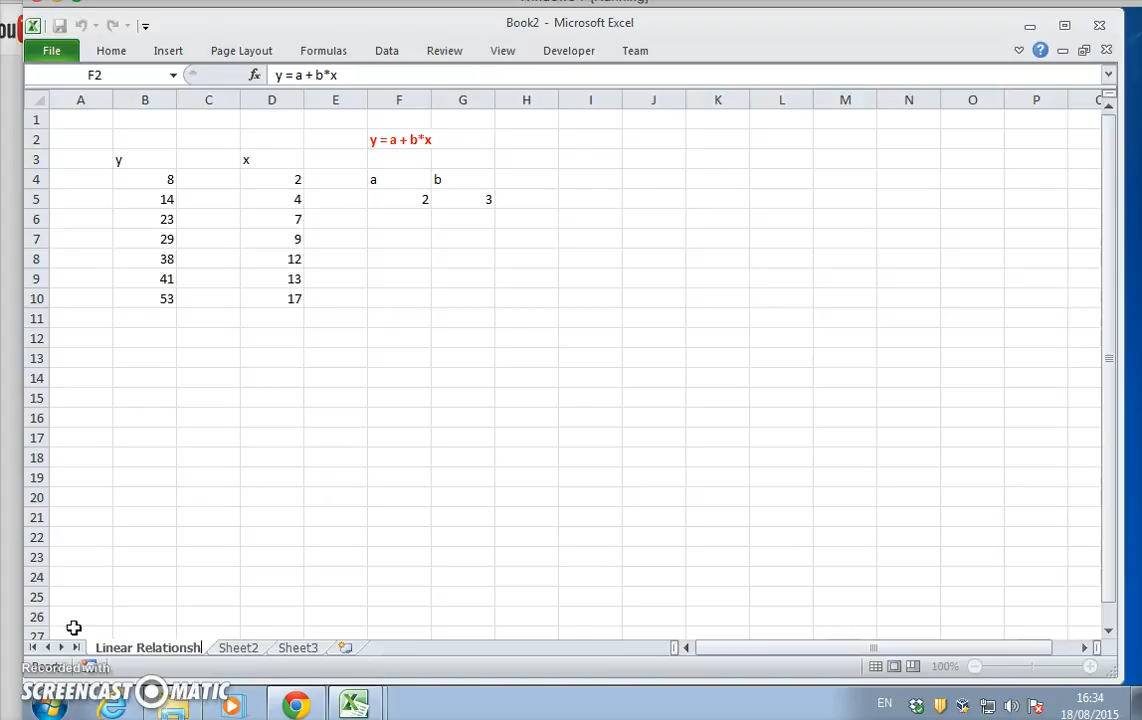 Book2 - Microsoft Excel
File Home Insert Page Layout Formulas Data Review View Developer Team
F2 fx y = a + b*x
A B C D E F G H I J K L M N O P
1
2 y = a + b*x
3 y x
4 8 2 a b
5 14 4 2 3
6 23 7
7 29 9
8 38 12
9 41 13
10 53 17
11
12
13
14
15
16
17
18
19
20
21
22
23
24
25
26
27
Linear Relationsh Sheet2 Sheet3
100%
Recorded with
SCREENCAST MATIC
EN 16:34
18/08/2015